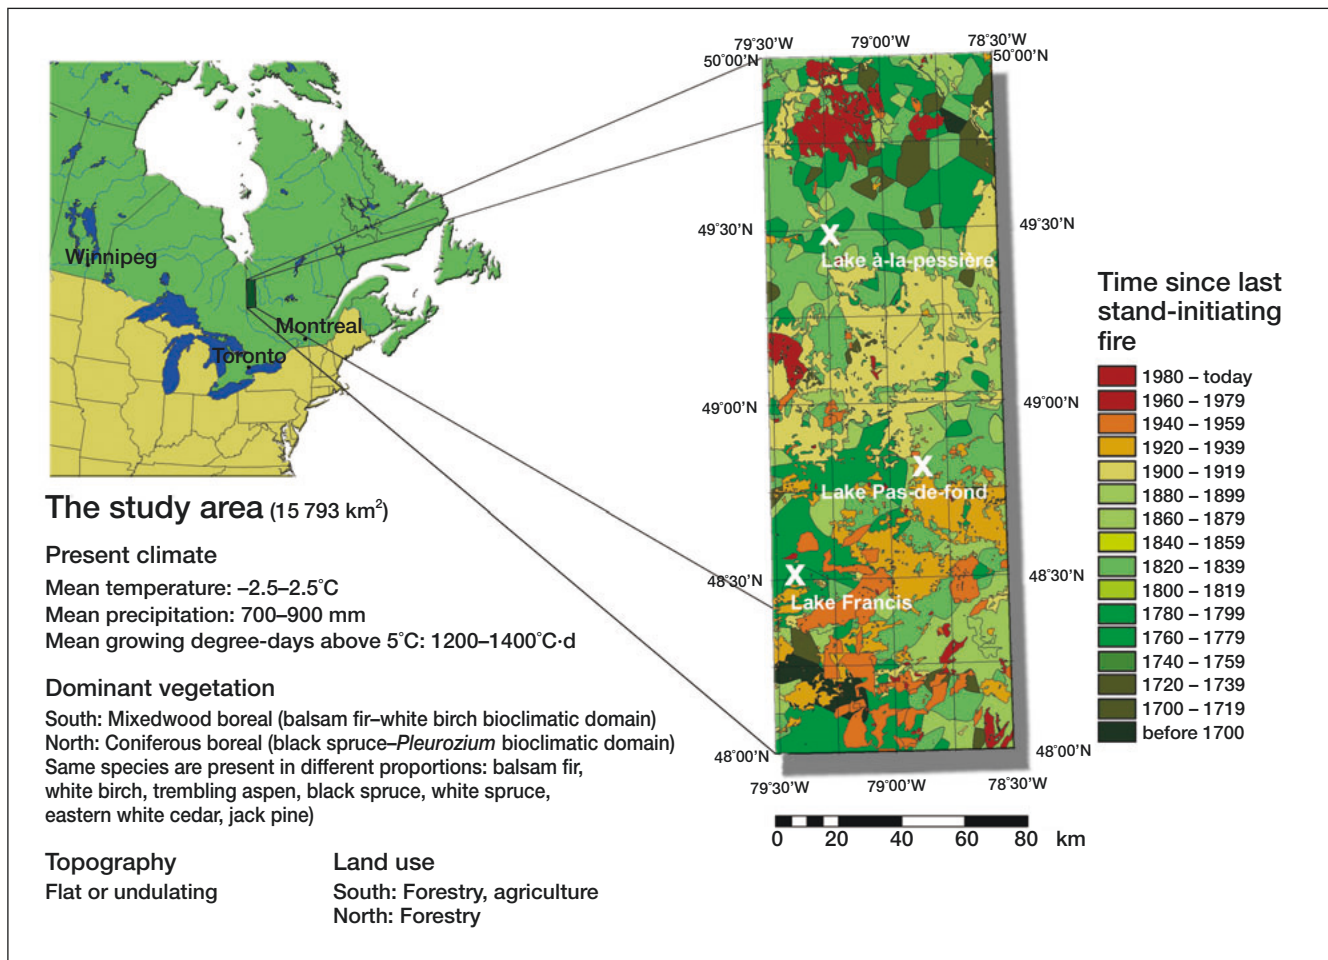 Winnipeg
Montreal
Toronto
The study area (15 793 km²)
Present climate
Mean temperature: –2.5–2.5˚C
Mean precipitation: 700–900 mm
Mean growing degree-days above 5˚C: 1200–1400˚C·d
Dominant vegetation
South: Mixedwood boreal (balsam fir–white birch bioclimatic domain)
North: Coniferous boreal (black spruce–Pleurozium bioclimatic domain)
Same species are present in different proportions: balsam fir,
white birch, trembling aspen, black spruce, white spruce,
eastern white cedar, jack pine)
Topography
Flat or undulating
Land use
South: Forestry, agriculture
North: Forestry
79˚30'W 79˚00'W 78˚30'W
50˚00'N 50˚00'N
49˚30'N 49˚30'N
X
Lake à-la-pessière
49˚00'N 49˚00'N
X
Lake Pas-de-fond
48˚30'N 48˚30'N
X
Lake Francis
48˚00'N 48˚00'N
79˚30'W 79˚00'W 78˚30'W
0 20 40 60 80 km
Time since last
stand-initiating
fire
1980 – today
1960 – 1979
1940 – 1959
1920 – 1939
1900 – 1919
1880 – 1899
1860 – 1879
1840 – 1859
1820 – 1839
1800 – 1819
1780 – 1799
1760 – 1779
1740 – 1759
1720 – 1739
1700 – 1719
before 1700